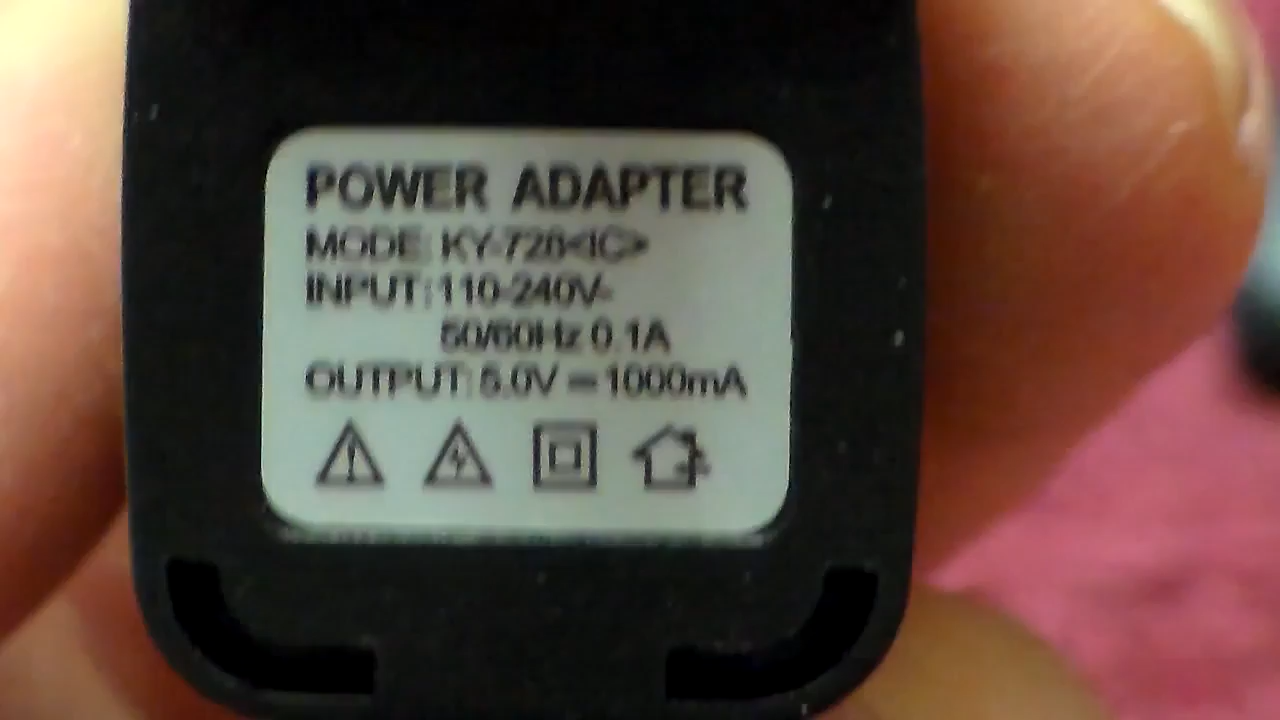 POWER ADAPTER
MODE: KY-728<IC>
INPUT: 110-240V~
50/60Hz 0.1A
OUTPUT: 5.0V ⎓ 1000mA